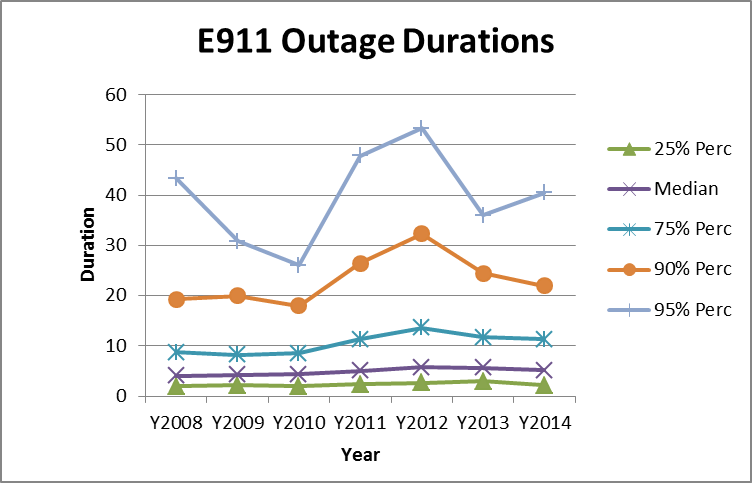 E911 Outage Durations
60
50
40
30
20
10
0
Duration
Y2008 Y2009 Y2010 Y2011 Y2012 Y2013 Y2014
Year
25% Perc
Median
75% Perc
90% Perc
95% Perc